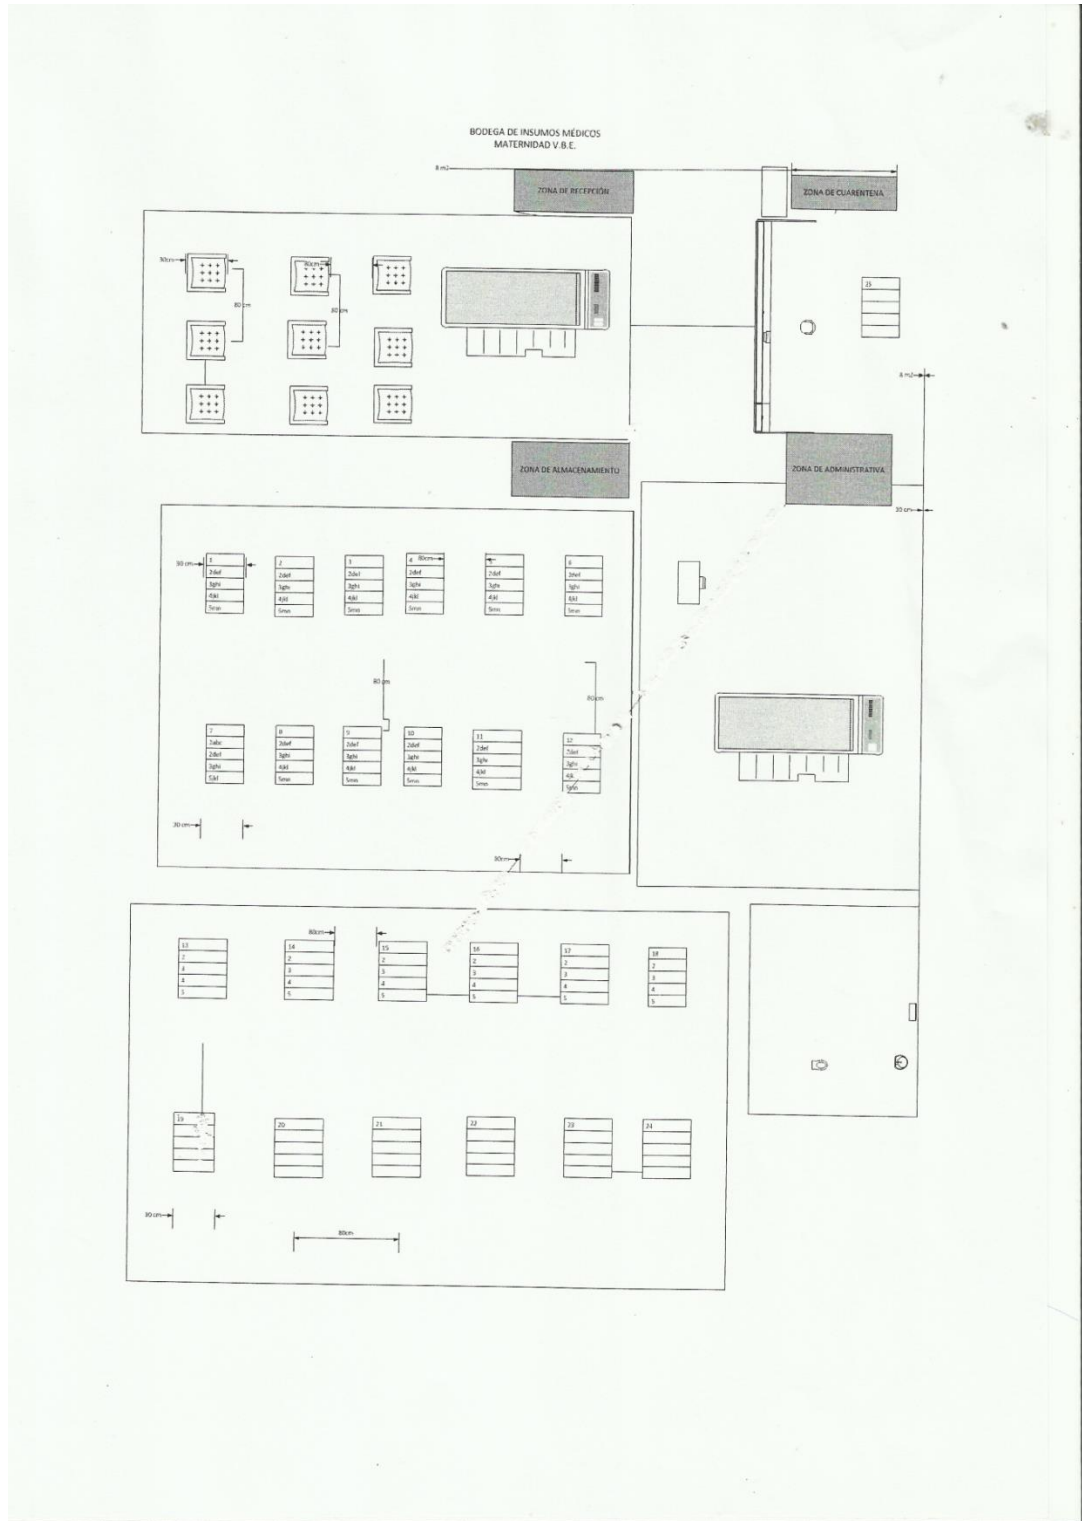 BODEGA DE INSUMOS MÉDICOS
MATERNIDAD V.B.E.
8 m2
ZONA DE RECEPCIÓN
ZONA DE CUARENTENA
30cm
80cm
80 cm
80 cm
25
8 m2
ZONA DE ALMACENAMIENTO
ZONA DE ADMINISTRATIVA
30 cm
1
2def
3ghi
4jkl
5mn
2
2def
3ghi
4jkl
5mn
3
2def
3ghi
4jkl
5mn
4
80cm
2def
3ghi
4jkl
5mn
2def
3ghi
4jkl
5mn
6
2def
3ghi
4jkl
5mn
80 cm
80 cm
7
2def
3ghi
5jkl
8
2def
3ghi
4jkl
5mn
9
2def
3ghi
4jkl
5mn
10
2def
3ghi
4jkl
5mn
11
2def
3ghi
4jkl
5mn
12
2def
3ghi
4jk
5mn
30 cm
30cm
80cm
13
2
3
4
5
14
2
3
4
5
15
2
3
4
5
16
2
3
4
5
17
2
3
4
5
18
2
3
4
5
19
20
21
22
23
24
30 cm
80cm